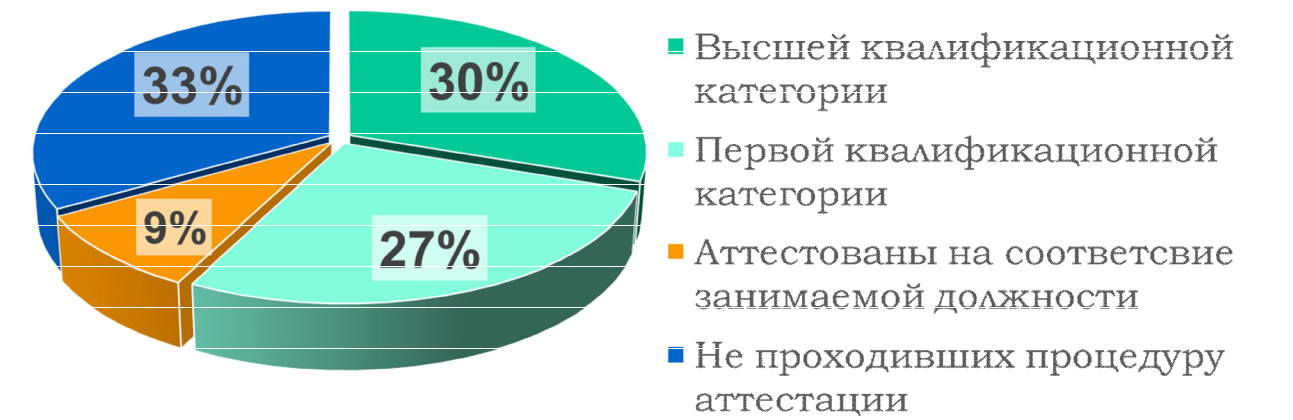 33%
30%
9%
27%
Высшей квалификационной
категории
Первой квалификационной
категории
Аттестованы на соответсвие
занимаемой должности
Не проходивших процедуру
аттестации